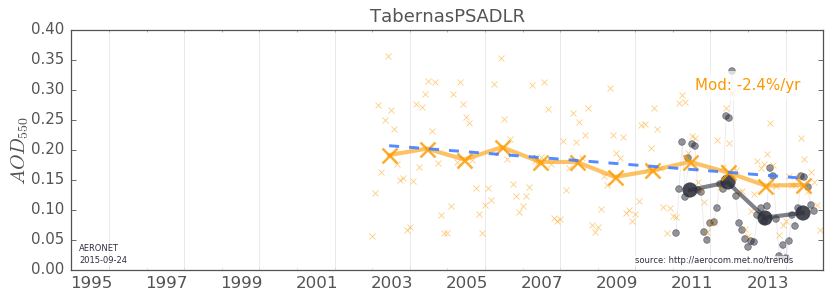 TabernasPSADLR
0.40
0.35
0.30
0.25
0.20
0.15
0.10
0.05
0.00
AOD550
Mod: -2.4%/yr
AERONET
2015-09-24
source: http://aerocom.met.no/trends
1995 1997 1999 2001 2003 2005 2007 2009 2011 2013